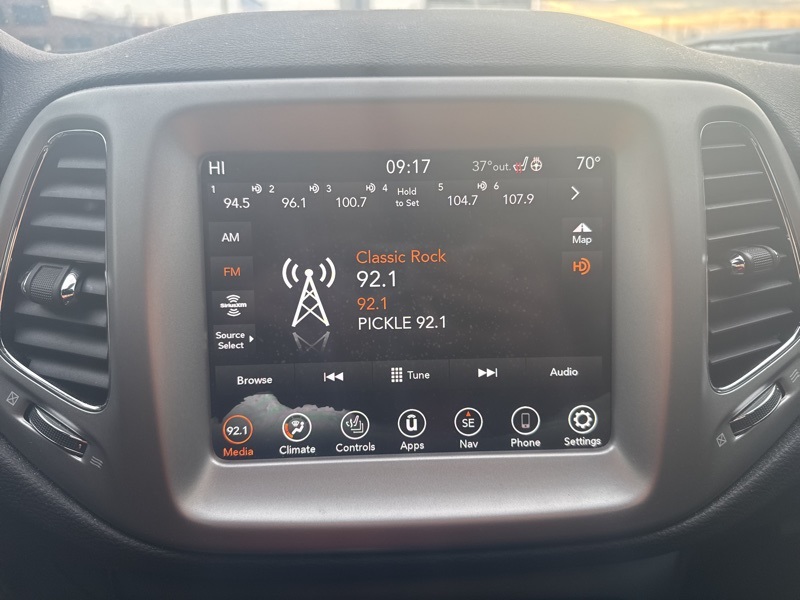 HI 09:17 37°out. 70°
1 2 3 4 Hold to Set 5 6
94.5 96.1 100.7 104.7 107.9
AM
Map
Classic Rock
FM
92.1
HD
92.1
SiriusXM
PICKLE 92.1
Source Select
Browse Tune Audio
92.1 SE
Media Climate Controls Apps Nav Phone Settings